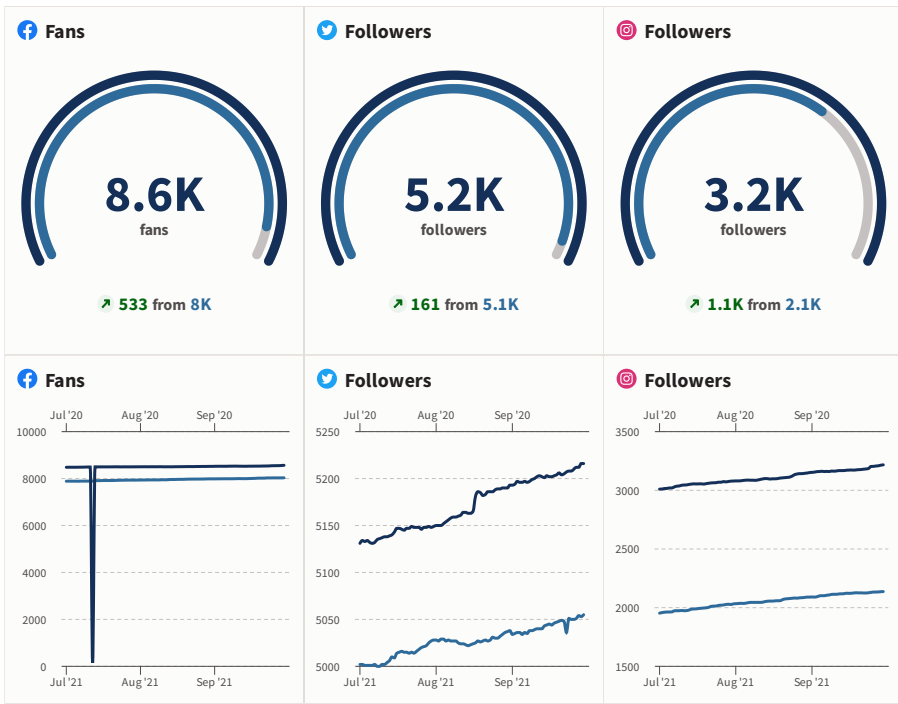 Fans
8.6K
fans
533 from 8K
Followers
5.2K
followers
161 from 5.1K
Followers
3.2K
followers
1.1K from 2.1K
Fans
Jul '20 Aug '20 Sep '20
10000
8000
6000
4000
2000
0
Jul '21 Aug '21 Sep '21
Followers
Jul '20 Aug '20 Sep '20
5250
5200
5150
5100
5050
5000
Jul '21 Aug '21 Sep '21
Followers
Jul '20 Aug '20 Sep '20
3500
3000
2500
2000
1500
Jul '21 Aug '21 Sep '21